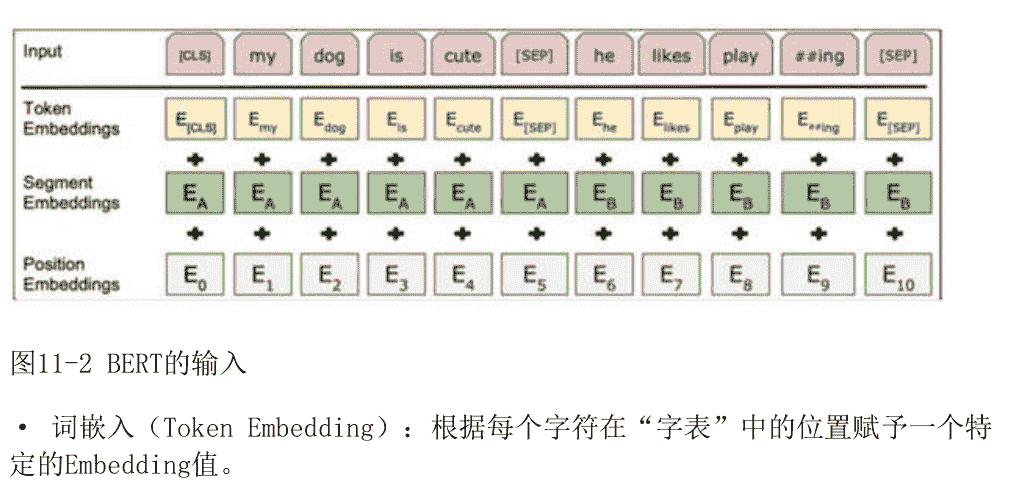 Input [CLS] my dog is cute [SEP] he likes play ##ing [SEP]
Token Embeddings E[CLS] Emy Edog Eis Ecute E[SEP] Ehe Elikes Eplay E##ing E[SEP]
+ + + + + + + + + + +
Segment Embeddings EA EA EA EA EA EA EB EB EB EB EB
+ + + + + + + + + + +
Position Embeddings E0 E1 E2 E3 E4 E5 E6 E7 E8 E9 E10
图11-2 BERT的输入
• 词嵌入（Token Embedding）：根据每个字符在“字表”中的位置赋予一个特
定的Embedding值。